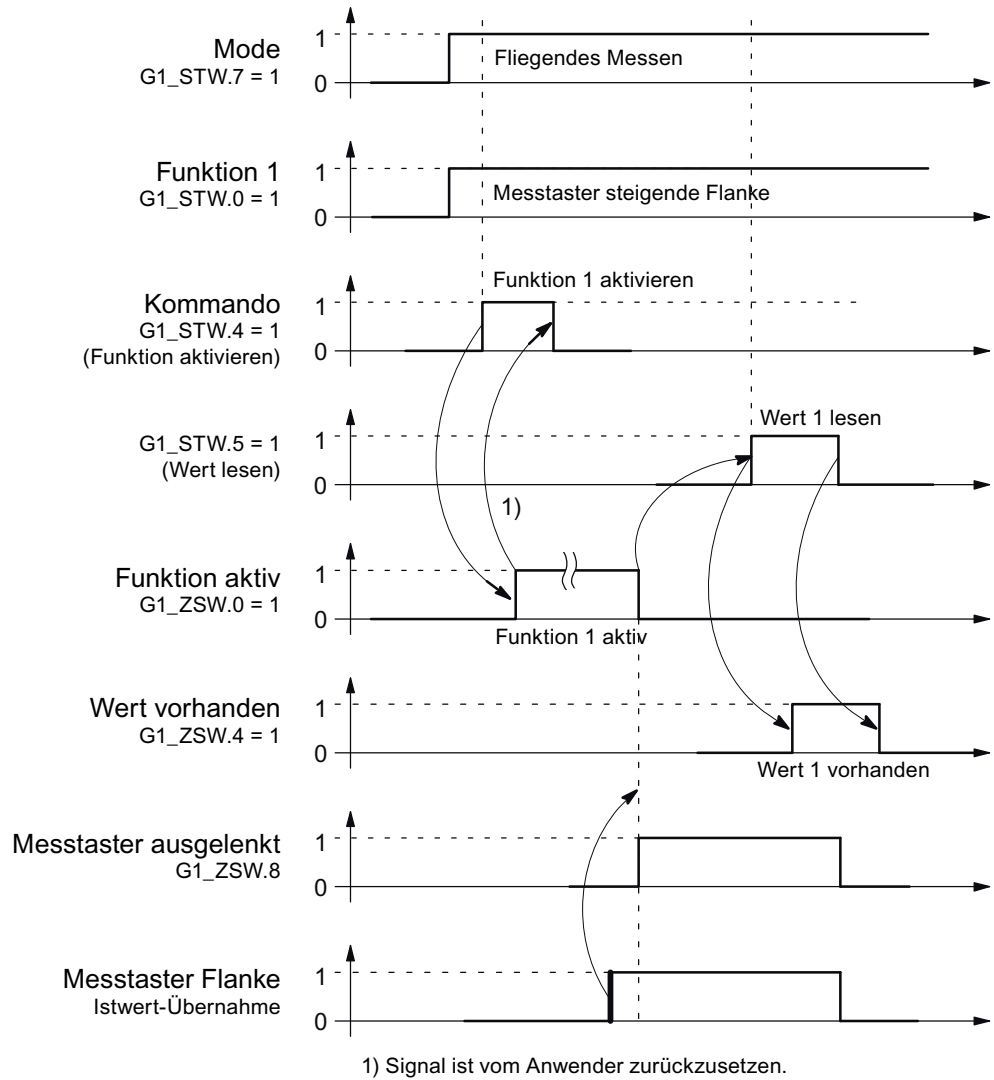 Mode
G1_STW.7 = 1
1
0
Fliegendes Messen
Funktion 1
G1_STW.0 = 1
1
0
Messtaster steigende Flanke
Kommando
G1_STW.4 = 1
(Funktion aktivieren)
1
0
Funktion 1 aktivieren
G1_STW.5 = 1
(Wert lesen)
1
0
Wert 1 lesen
1)
Funktion aktiv
G1_ZSW.0 = 1
1
0
Funktion 1 aktiv
Wert vorhanden
G1_ZSW.4 = 1
1
0
Wert 1 vorhanden
Messtaster ausgelenkt
G1_ZSW.8
1
0
Messtaster Flanke
Istwert-Übernahme
1
0
1) Signal ist vom Anwender zurückzusetzen.